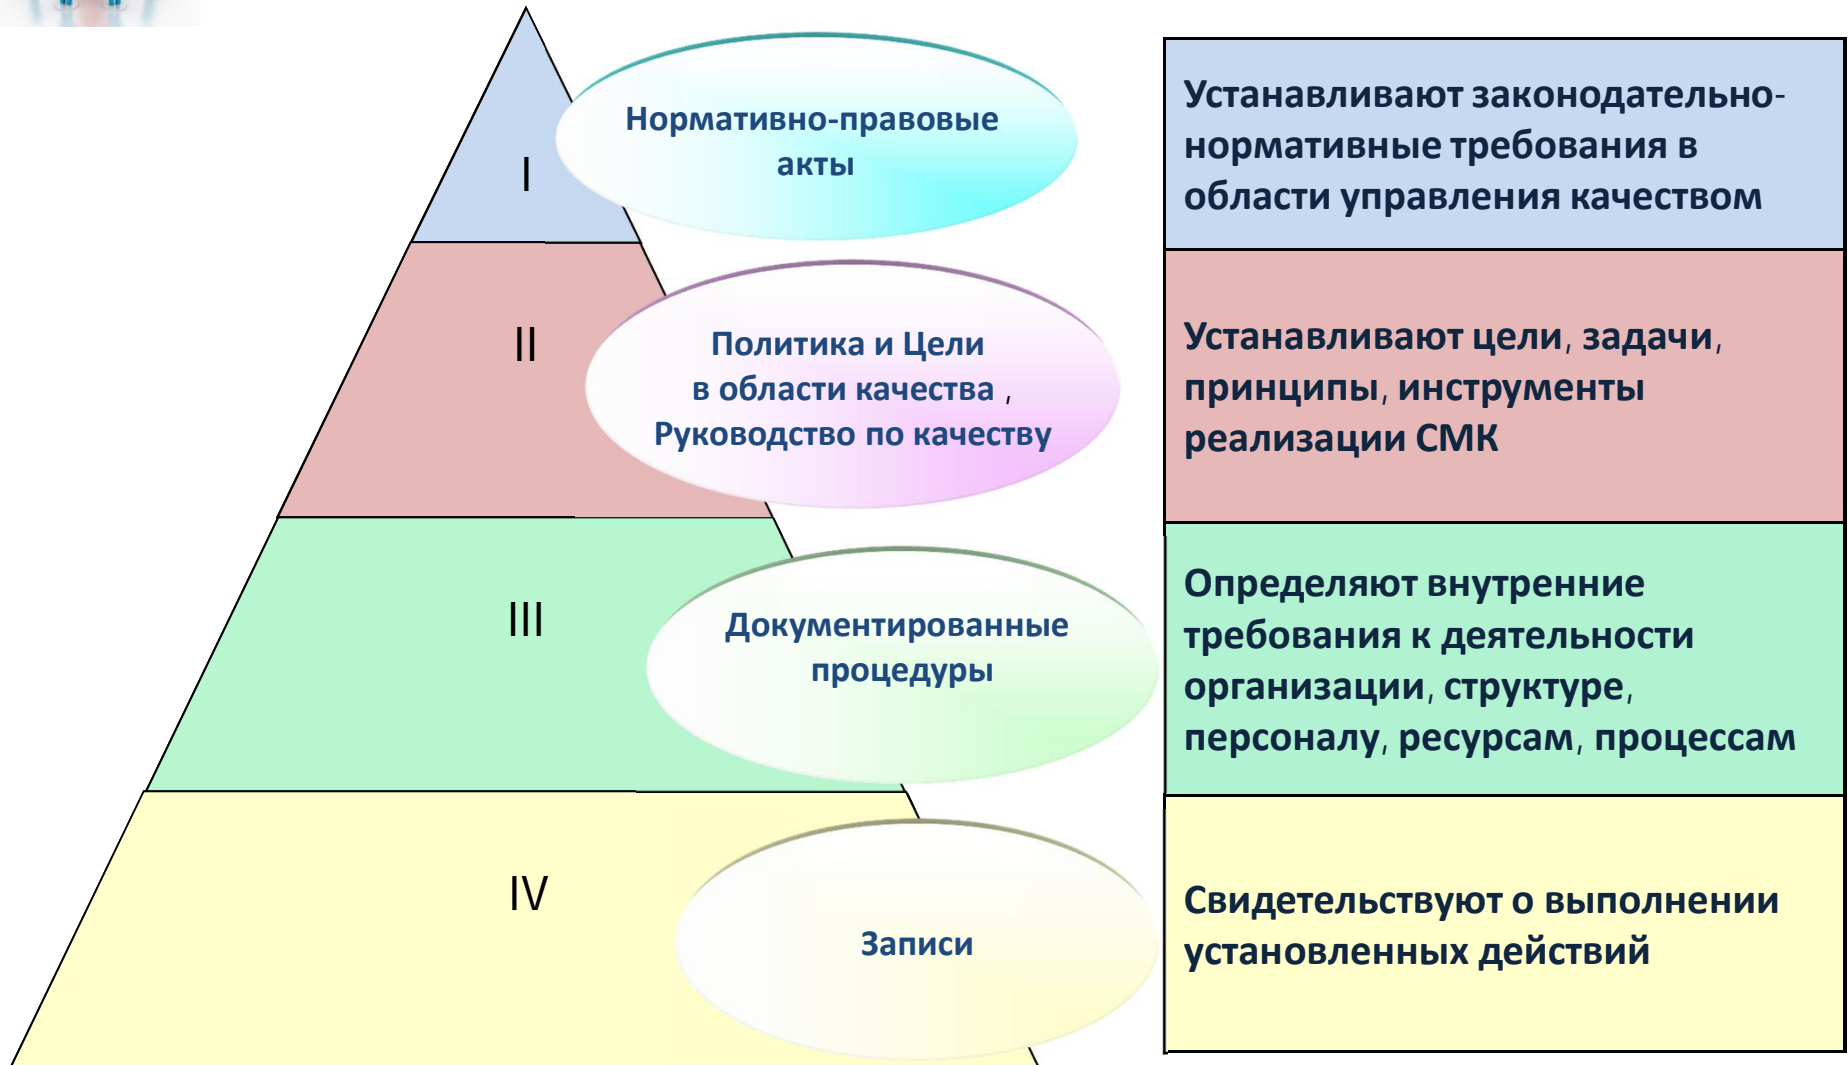 I
Нормативно-правовые
акты
Устанавливают законодательно-
нормативные требования в
области управления качеством
II
Политика и Цели
в области качества ,
Руководство по качеству
Устанавливают цели, задачи,
принципы, инструменты
реализации СМК
III
Документированные
процедуры
Определяют внутренние
требования к деятельности
организации, структуре,
персоналу, ресурсам, процессам
IV
Записи
Свидетельствуют о выполнении
установленных действий